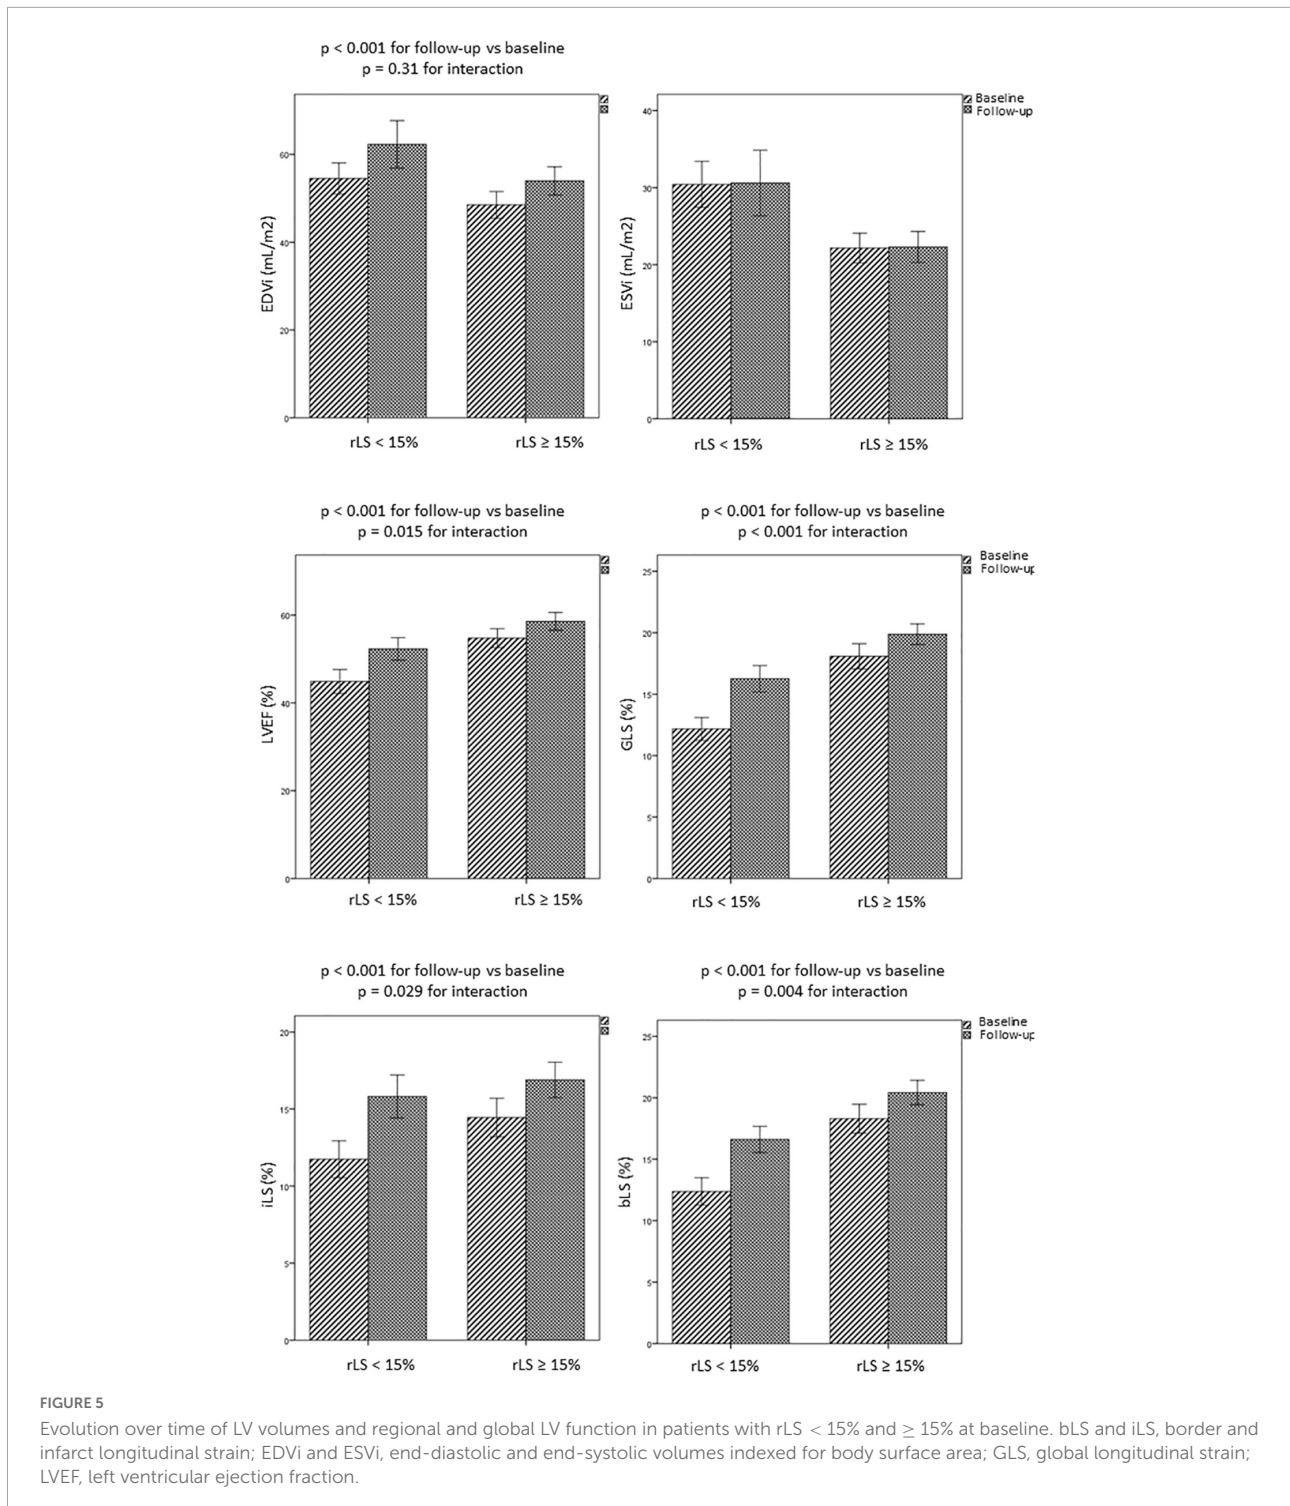 p < 0.001 for follow-up vs baseline
p = 0.31 for interaction
60
40
20
0
EDVi (mL/m2)
rLS < 15%
rLS ≥ 15%
Baseline
Follow-up
40
30
20
10
0
ESVi (mL/m2)
rLS < 15%
rLS ≥ 15%
p < 0.001 for follow-up vs baseline
p = 0.015 for interaction
60
40
20
0
LVEF (%)
rLS < 15%
rLS ≥ 15%
p < 0.001 for follow-up vs baseline
p < 0.001 for interaction
Baseline
Follow-up
25
20
15
10
5
0
GLS (%)
rLS < 15%
rLS ≥ 15%
p < 0.001 for follow-up vs baseline
p = 0.029 for interaction
20
15
10
5
0
iLS (%)
rLS < 15%
rLS ≥ 15%
p < 0.001 for follow-up vs baseline
p = 0.004 for interaction
Baseline
Follow-up
25
20
15
10
5
0
bLS (%)
rLS < 15%
rLS ≥ 15%
FIGURE 5
Evolution over time of LV volumes and regional and global LV function in patients with rLS < 15% and ≥ 15% at baseline. bLS and iLS, border and
infarct longitudinal strain; EDVi and ESVi, end-diastolic and end-systolic volumes indexed for body surface area; GLS, global longitudinal strain;
LVEF, left ventricular ejection fraction.